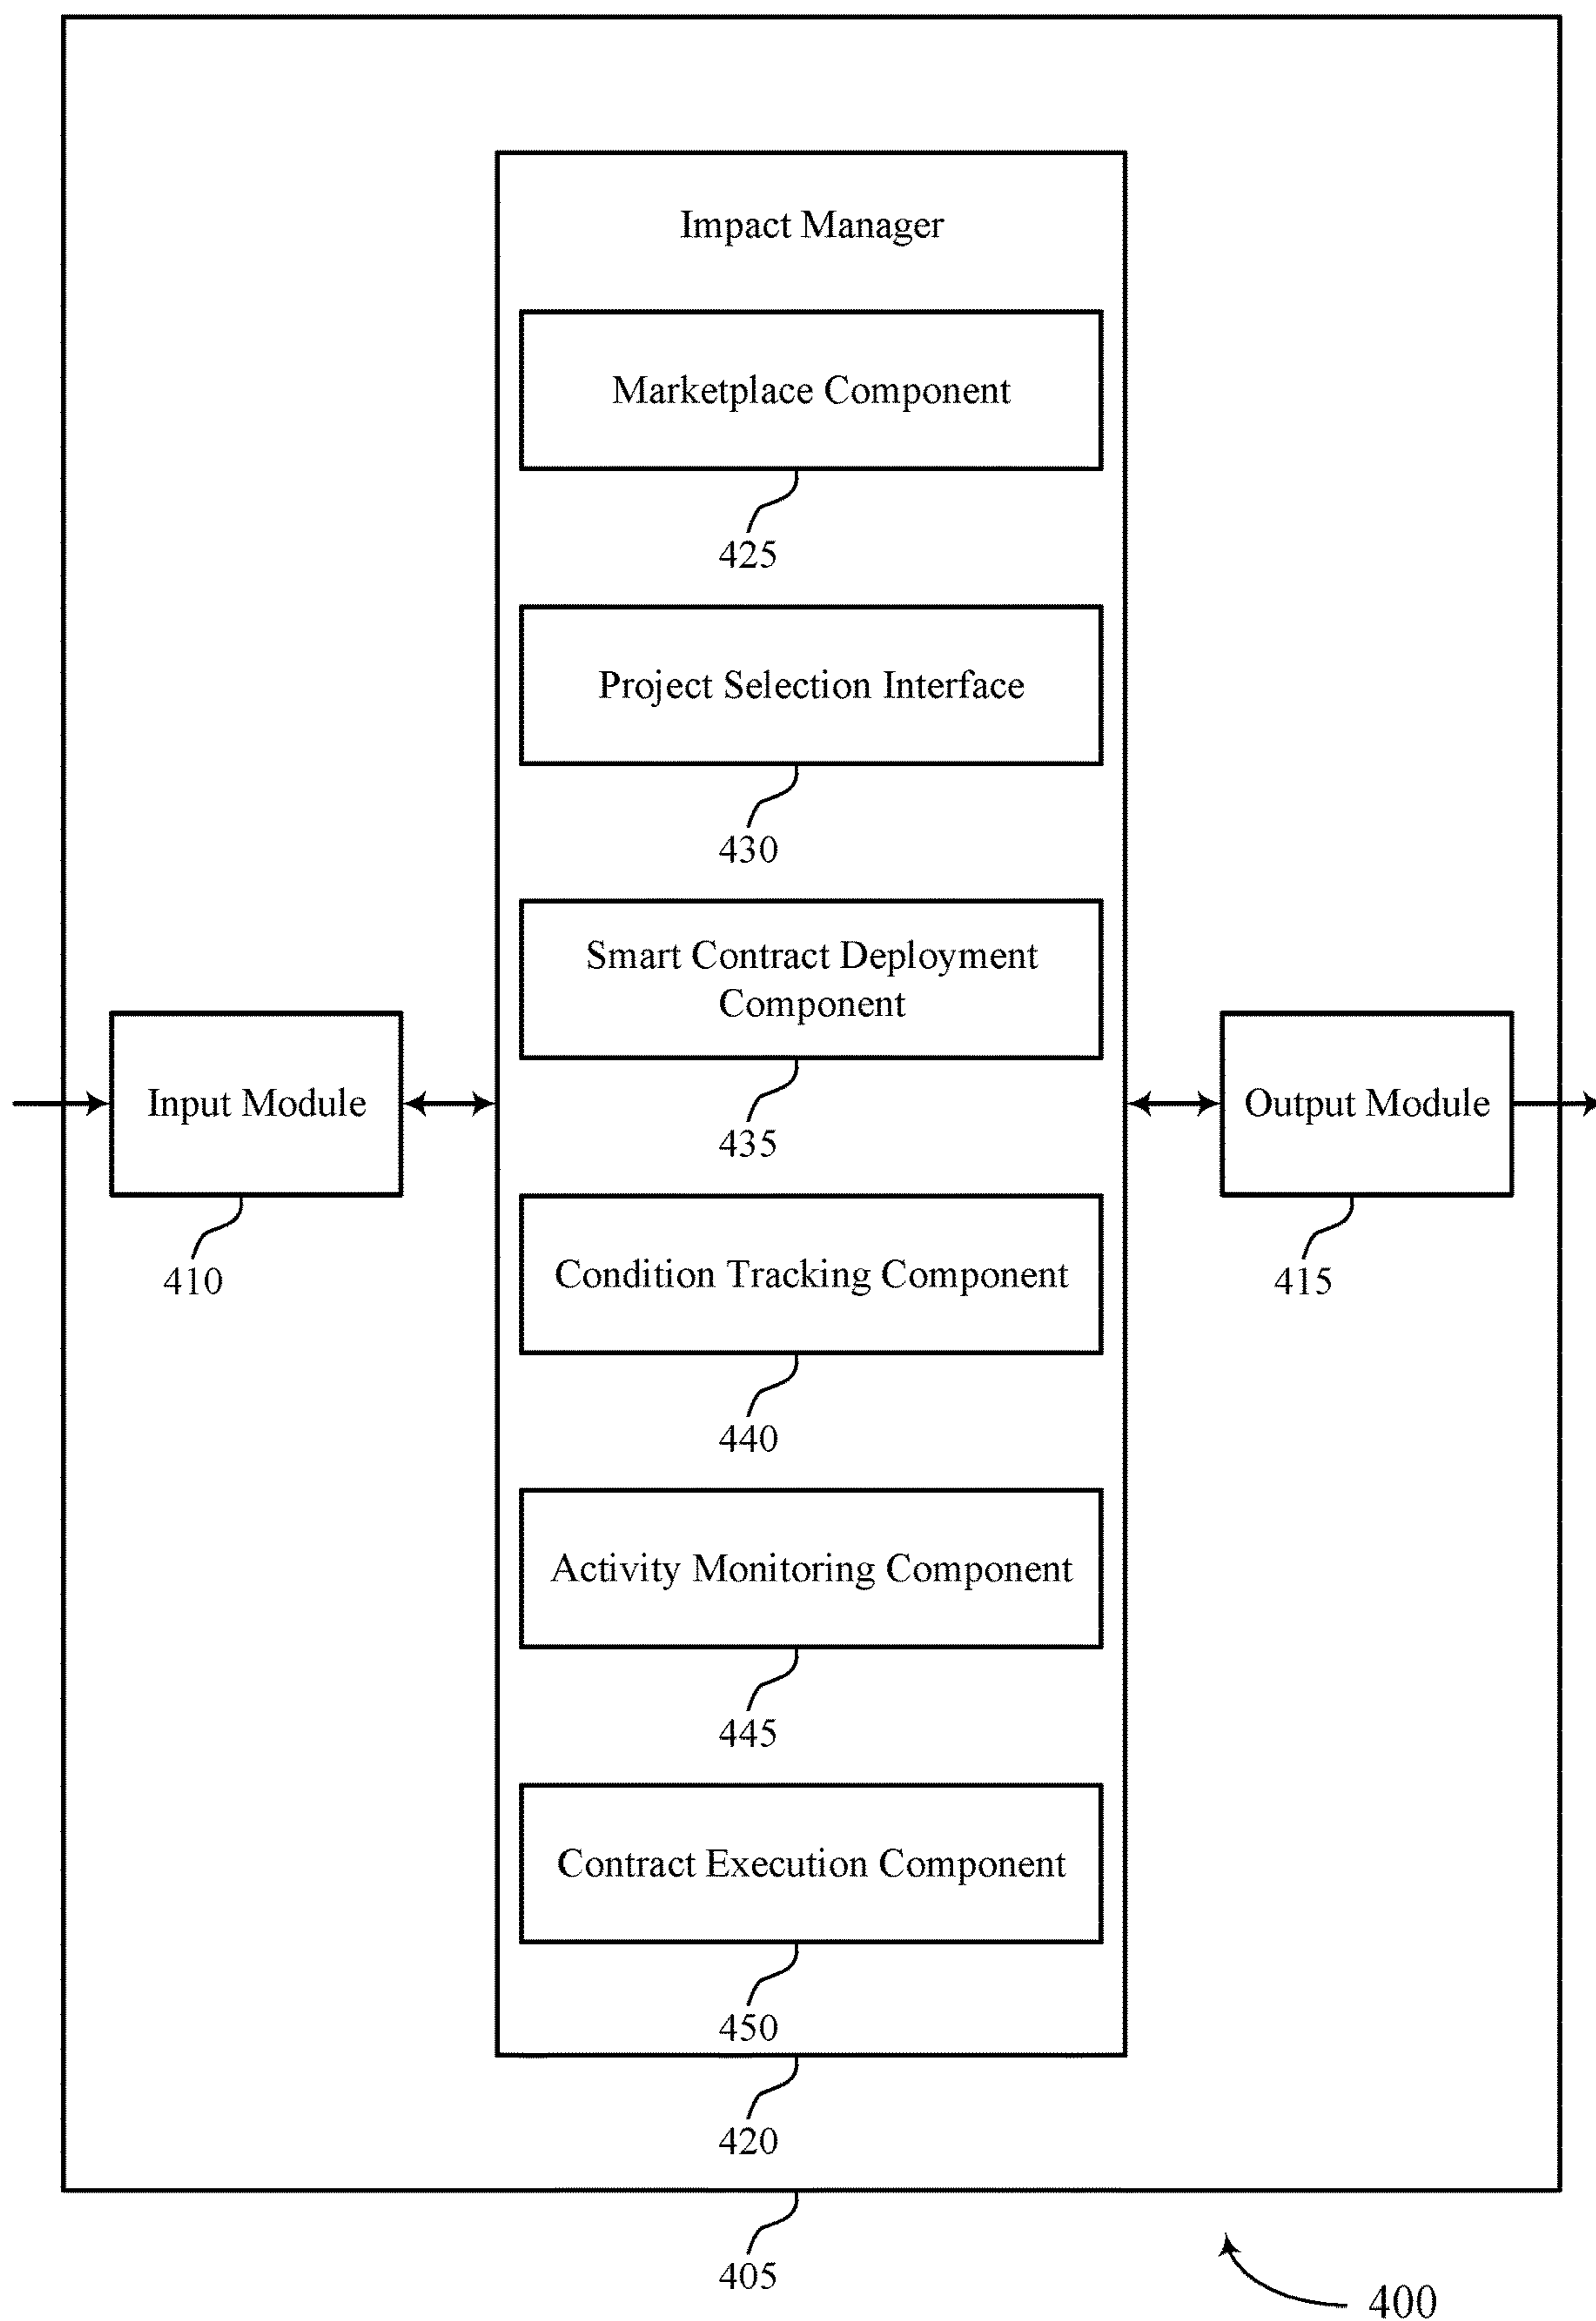 Impact Manager
Marketplace Component
425
Project Selection Interface
430
Smart Contract Deployment
Component
435
Input Module
410
Output Module
415
Condition Tracking Component
440
Activity Monitoring Component
445
Contract Execution Component
450
420
405
400